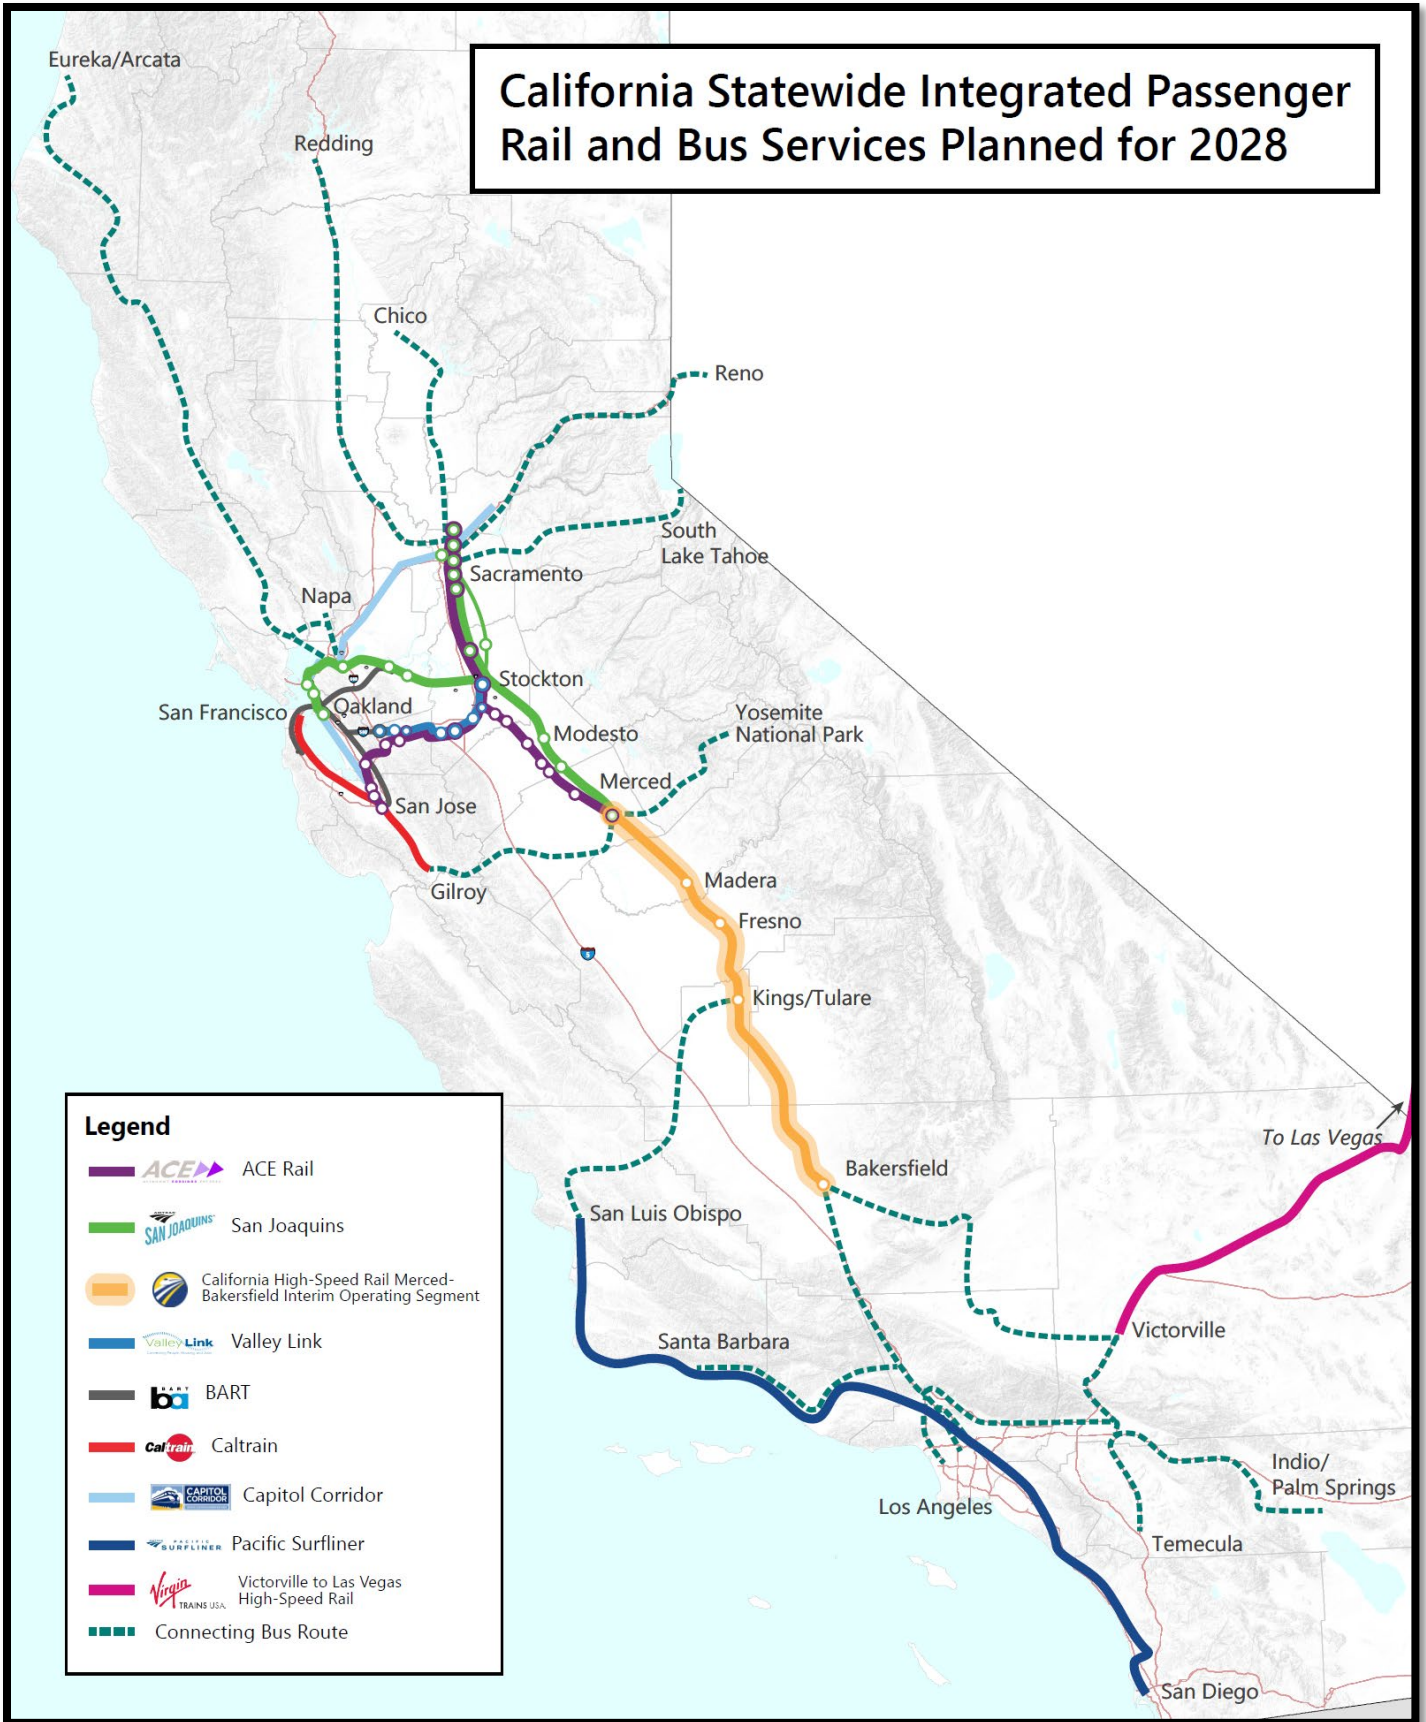 California Statewide Integrated Passenger
Rail and Bus Services Planned for 2028
Eureka/Arcata
Redding
Chico
Reno
South
Lake Tahoe
Sacramento
Napa
Stockton
San Francisco
Oakland
Modesto
Yosemite
National Park
Merced
San Jose
Gilroy
Madera
Fresno
5
Kings/Tulare
Bakersfield
To Las Vegas
San Luis Obispo
Victorville
Santa Barbara
Indio/
Palm Springs
Los Angeles
Temecula
San Diego
Legend
ACE ACE Rail
SAN JOAQUINS San Joaquins
California High-Speed Rail Merced-
Bakersfield Interim Operating Segment
ValleyLink Valley Link
BART ba BART
Caltrain Caltrain
CAPITOL
CORRIDOR Capitol Corridor
PACIFIC
SURFLINER Pacific Surfliner
Virgin
TRAINS USA Victorville to Las Vegas
High-Speed Rail
Connecting Bus Route